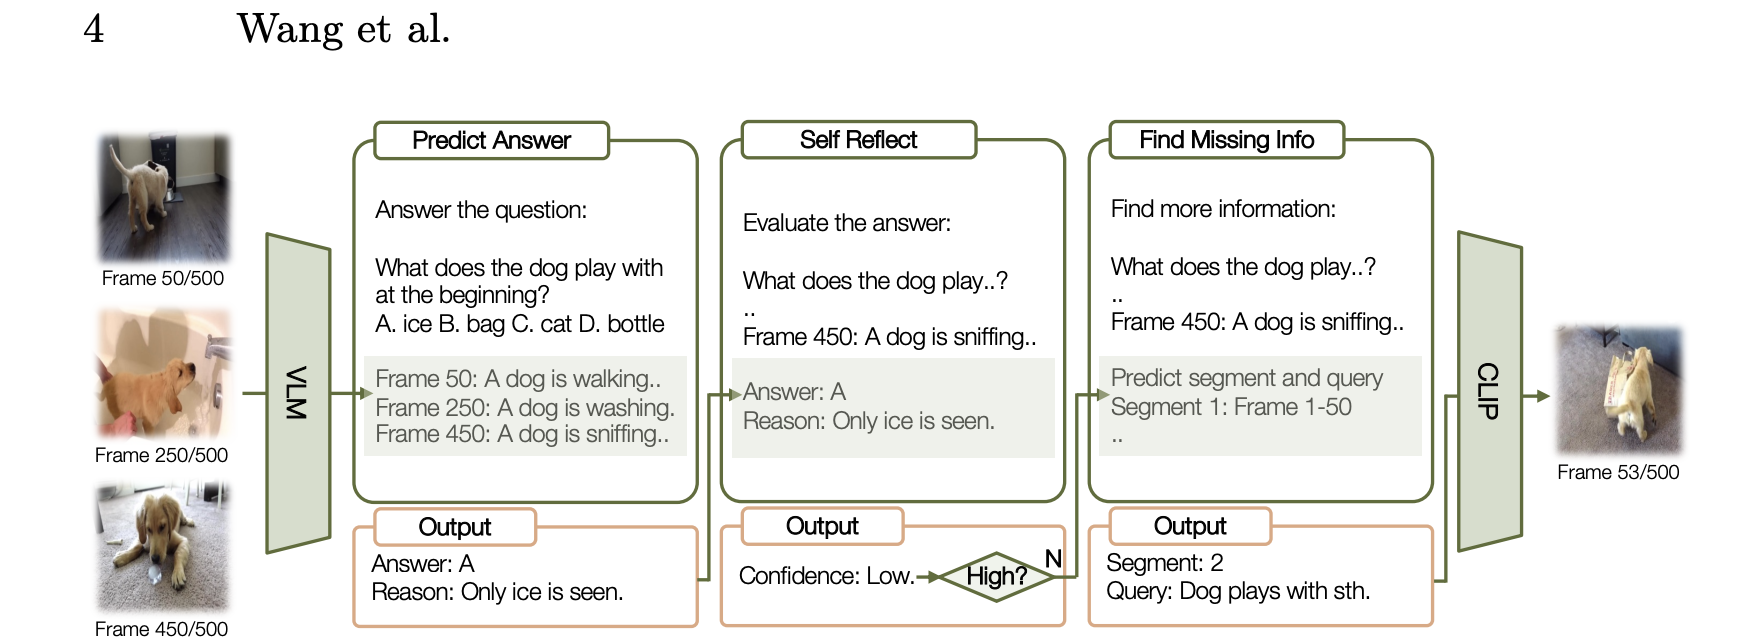 4 Wang et al.
Frame 50/500
Frame 250/500
Frame 450/500
VLM
Predict Answer
Answer the question:
What does the dog play with
at the beginning?
A. ice B. bag C. cat D. bottle
Frame 50: A dog is walking..
Frame 250: A dog is washing.
Frame 450: A dog is sniffing..
Output
Answer: A
Reason: Only ice is seen.
Self Reflect
Evaluate the answer:
What does the dog play..?
..
Frame 450: A dog is sniffing..
Answer: A
Reason: Only ice is seen.
Output
Confidence: Low.
High?
N
Find Missing Info
Find more information:
What does the dog play..?
..
Frame 450: A dog is sniffing..
Predict segment and query
Segment 1: Frame 1-50
..
Output
Segment: 2
Query: Dog plays with sth.
CLIP
Frame 53/500